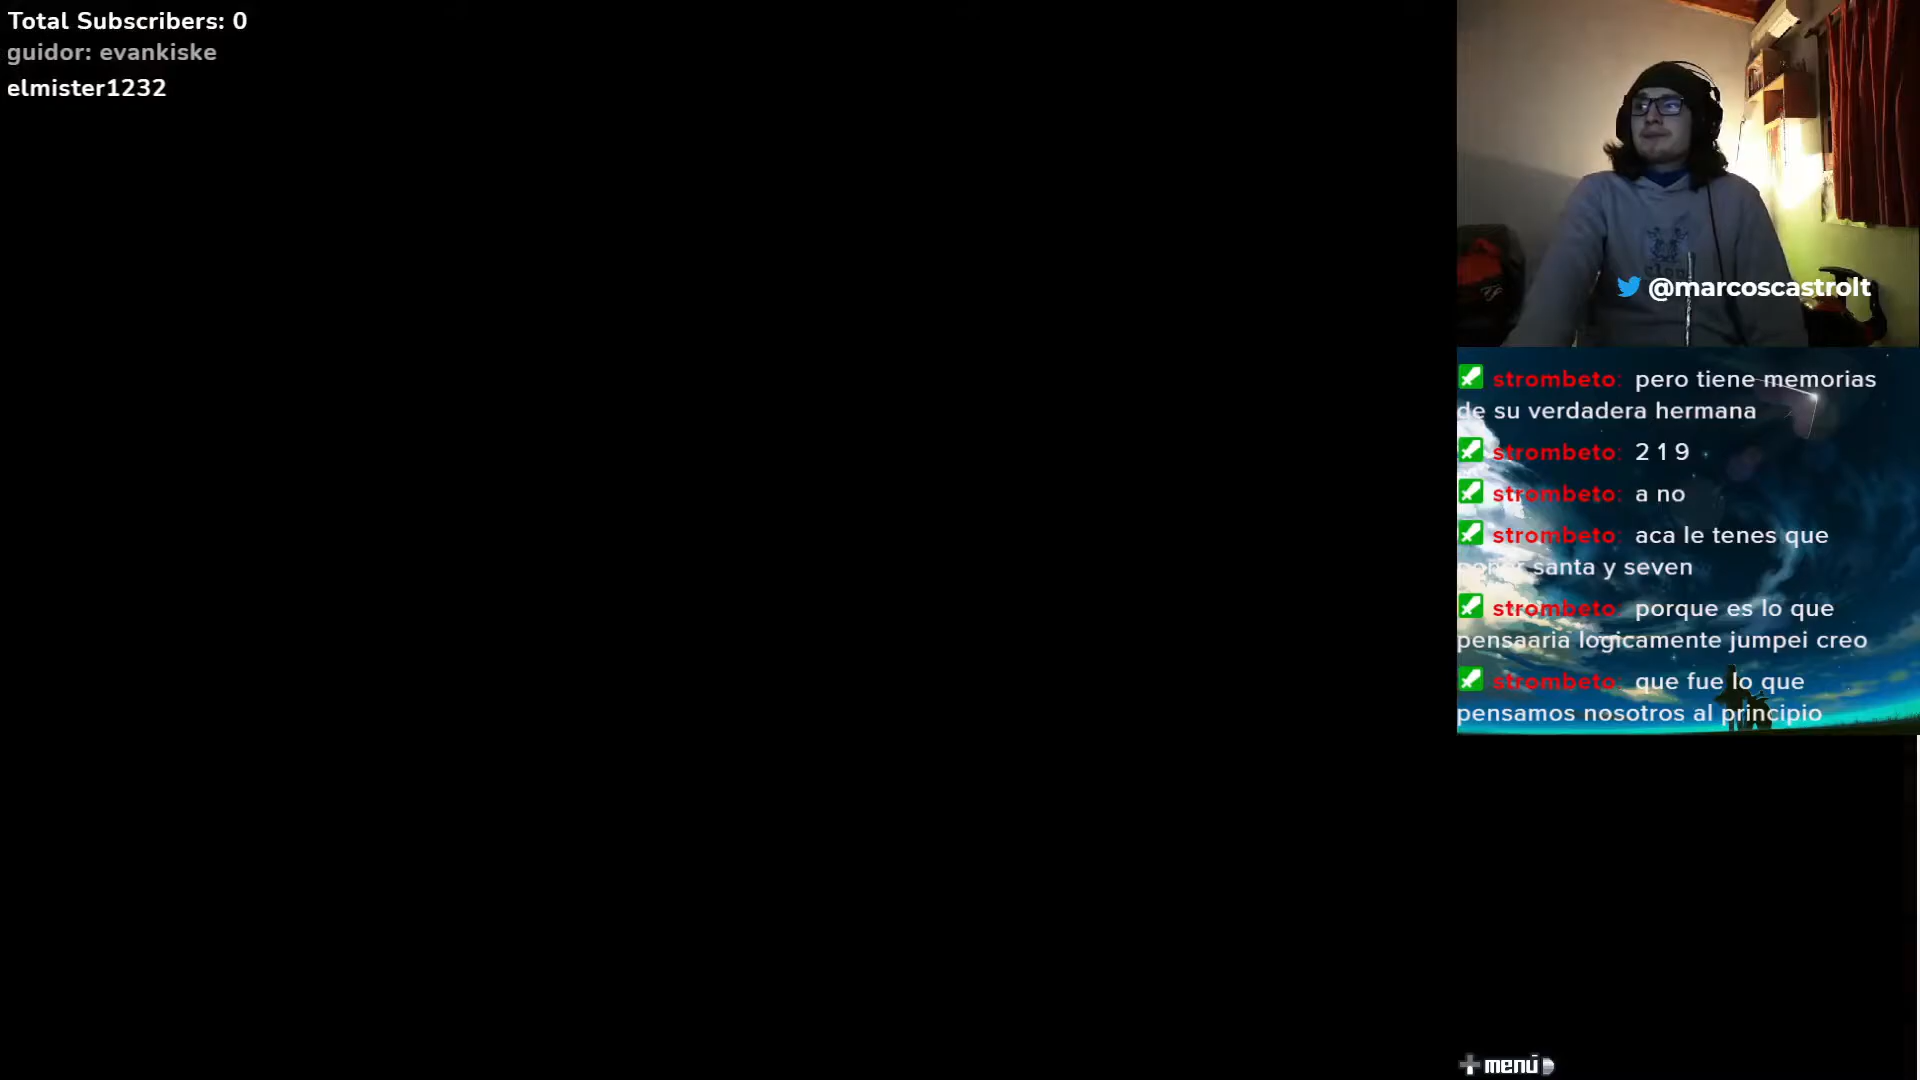 Total Subscribers: 0
guidor: evankiske
elmister1232
@marcoscastrolt
strombeto: pero tiene memorias
de su verdadera hermana
strombeto: 2 1 9
strombeto: a no
strombeto: aca le tenes que
poner santa y seven
strombeto: porque es lo que
pensaaria logicamente jumpei creo
strombeto: que fue lo que
pensamos nosotros al principio
menú